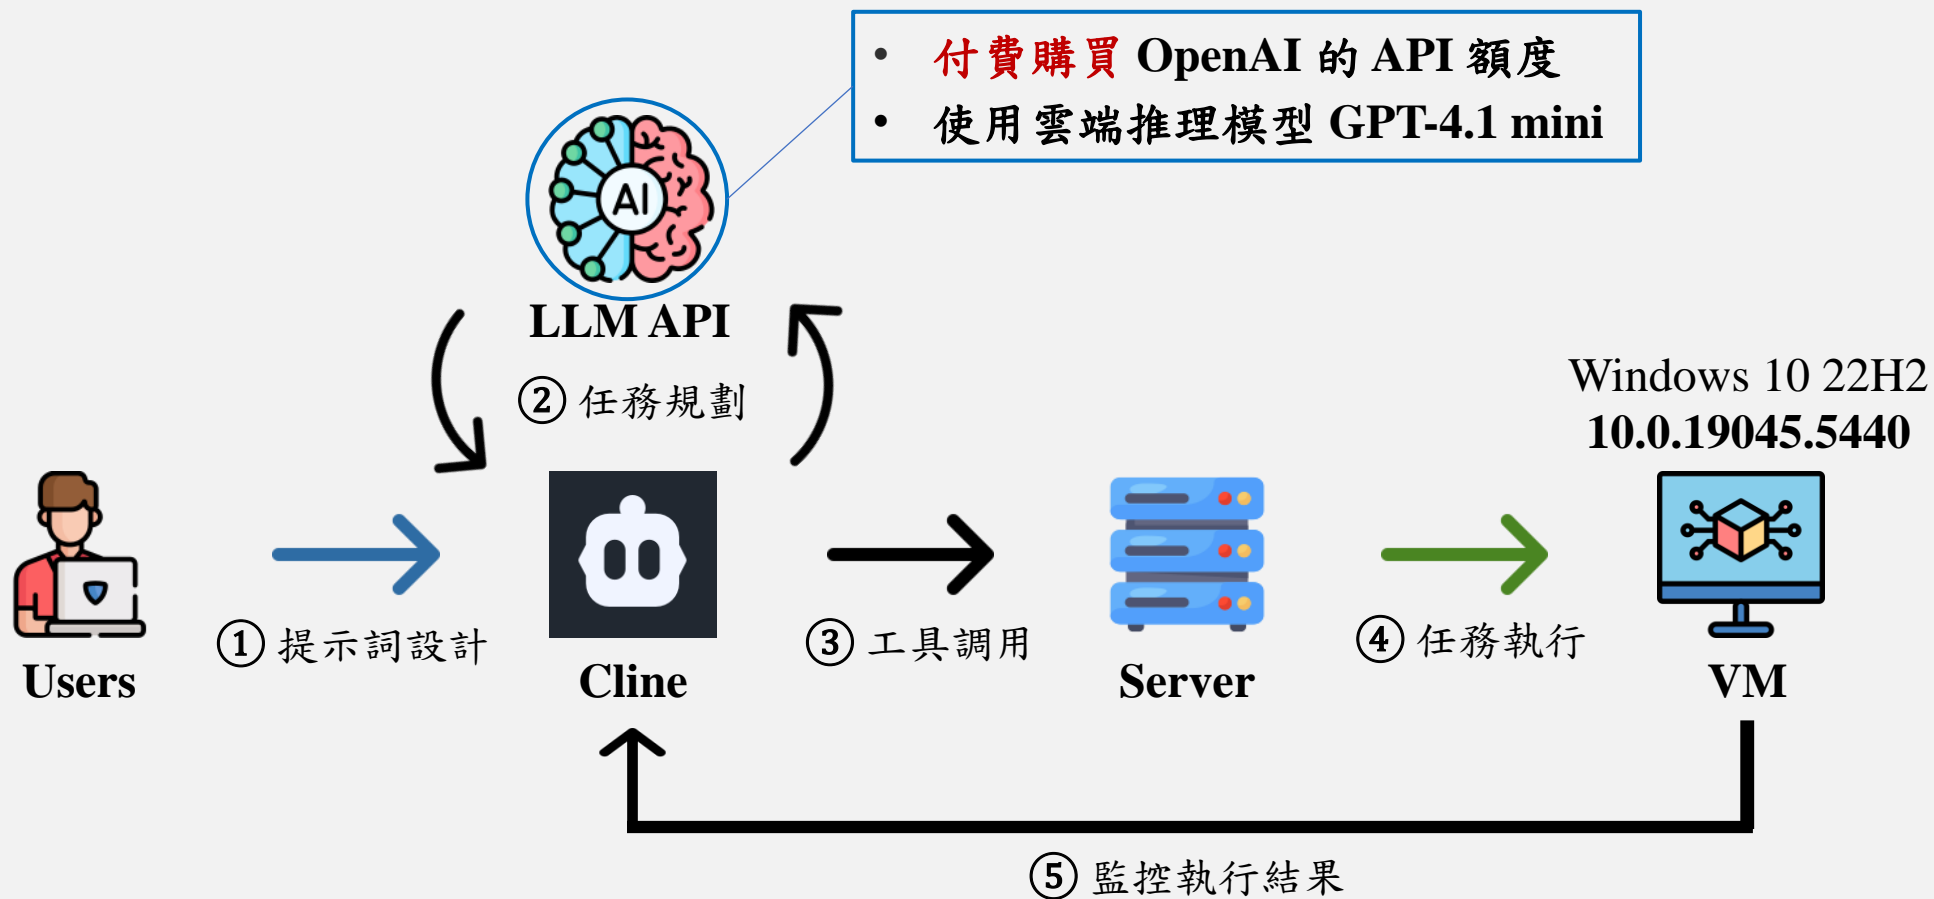 • 付費購買 OpenAI 的 API 額度
• 使用雲端推理模型 GPT-4.1 mini
AI
LLM API
② 任務規劃
Windows 10 22H2
10.0.19045.5440
① 提示詞設計
③ 工具調用
④ 任務執行
Users
Cline
Server
VM
⑤ 監控執行結果